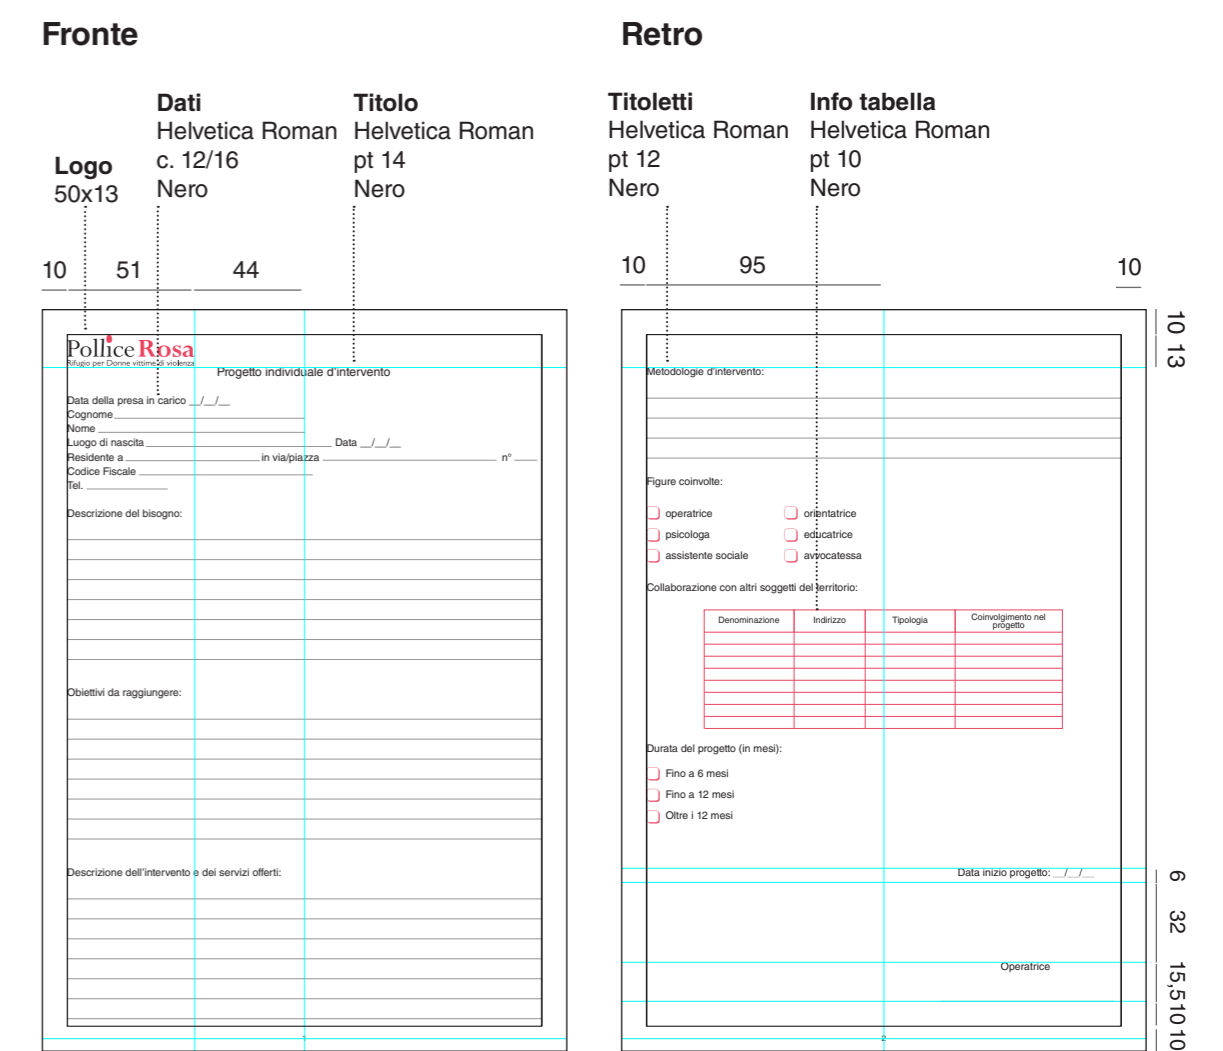 Fronte
Retro
Logo
50x13
Dati
Helvetica Roman
c. 12/16
Nero
Titolo
Helvetica Roman
pt 14
Nero
Titoletti
Helvetica Roman
pt 12
Nero
Info tabella
Helvetica Roman
pt 10
Nero
10 51 44
10 95 10
Pollice Rosa
Rifugio per Donne vittime di violenza
Progetto individuale d'intervento
Data della presa in carico __/__/__
Cognome
Nome
Luogo di nascita Data __/__/__
Residente a in via/piazza n°
Codice Fiscale
Tel.
Descrizione del bisogno:
Obiettivi da raggiungere:
Descrizione dell'intervento e dei servizi offerti:
1
Metodologie d'intervento:
Figure coinvolte:
operatrice orientatrice
psicologa educatrice
assistente sociale avvocatessa
Collaborazione con altri soggetti del territorio:
Denominazione Indirizzo Tipologia Coinvolgimento nel
progetto
Durata del progetto (in mesi):
Fino a 6 mesi
Fino a 12 mesi
Oltre i 12 mesi
Data inizio progetto: __/__/__
Operatrice
2
10
13
6
32
15,5
10
10